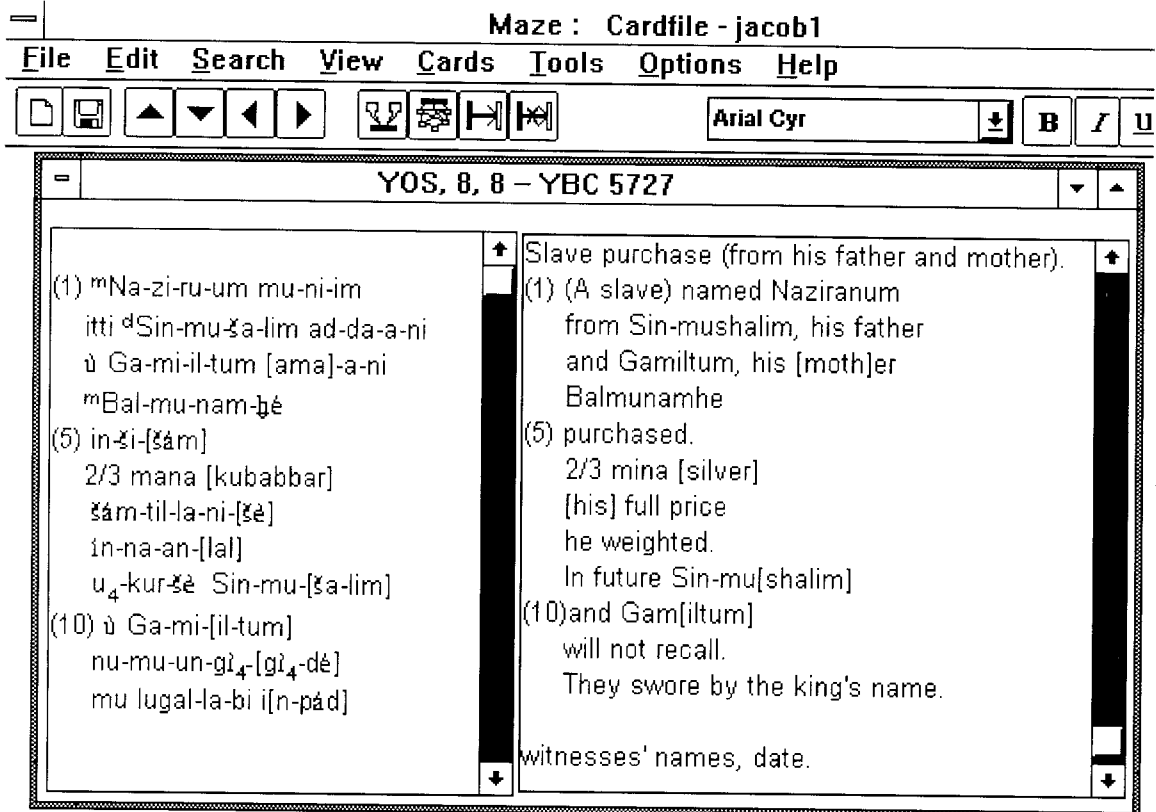 Maze : Cardfile - jacob1
File Edit Search View Cards Tools Options Help
Arial Cyr B I U
YOS, 8, 8 – YBC 5727
(1) ᵐNa-zi-ru-um mu-ni-im
itti ᵈSin-mu-ša-lim ad-da-a-ni
ù Ga-mi-il-tum [ama]-a-ni
ᵐBal-mu-nam-ḫé
(5) in-ši-[šám]
2/3 mana [kubabbar]
šám-til-la-ni-[šè]
ín-na-an-[lal]
u₄-kur-šè Sin-mu-[ša-lim]
(10) ù Ga-mi-[il-tum]
nu-mu-un-gì₄-[gì₄-dé]
mu lugal-la-bi i[n-pád]
Slave purchase (from his father and mother).
(1) (A slave) named Naziranum
from Sin-mushalim, his father
and Gamiltum, his [moth]er
Balmunamhe
(5) purchased.
2/3 mina [silver]
[his] full price
he weighted.
In future Sin-mu[shalim]
(10)and Gam[iltum]
will not recall.
They swore by the king's name.
witnesses' names, date.